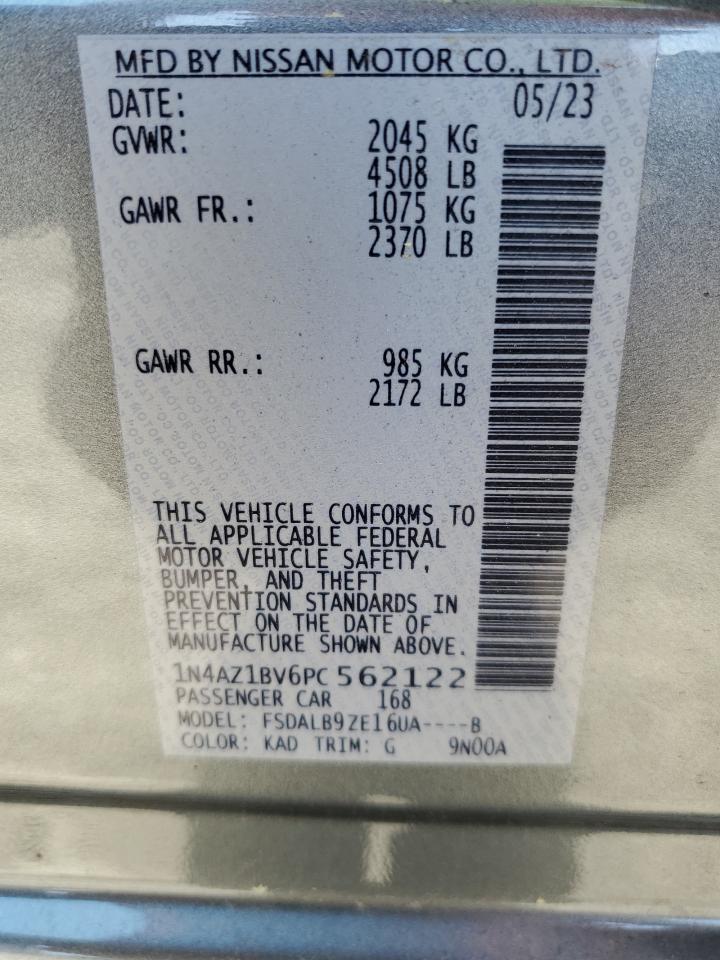 MFD BY NISSAN MOTOR CO., LTD.
DATE: 05/23
GVWR: 2045 KG
4508 LB
GAWR FR.: 1075 KG
2370 LB
GAWR RR.: 985 KG
2172 LB
THIS VEHICLE CONFORMS TO
ALL APPLICABLE FEDERAL
MOTOR VEHICLE SAFETY,
BUMPER, AND THEFT
PREVENTION STANDARDS IN
EFFECT ON THE DATE OF
MANUFACTURE SHOWN ABOVE.
1N4AZ1BV6PC562122
PASSENGER CAR 168
MODEL: FSDALB9ZE16UA----B
COLOR: KAD TRIM: G 9N00A